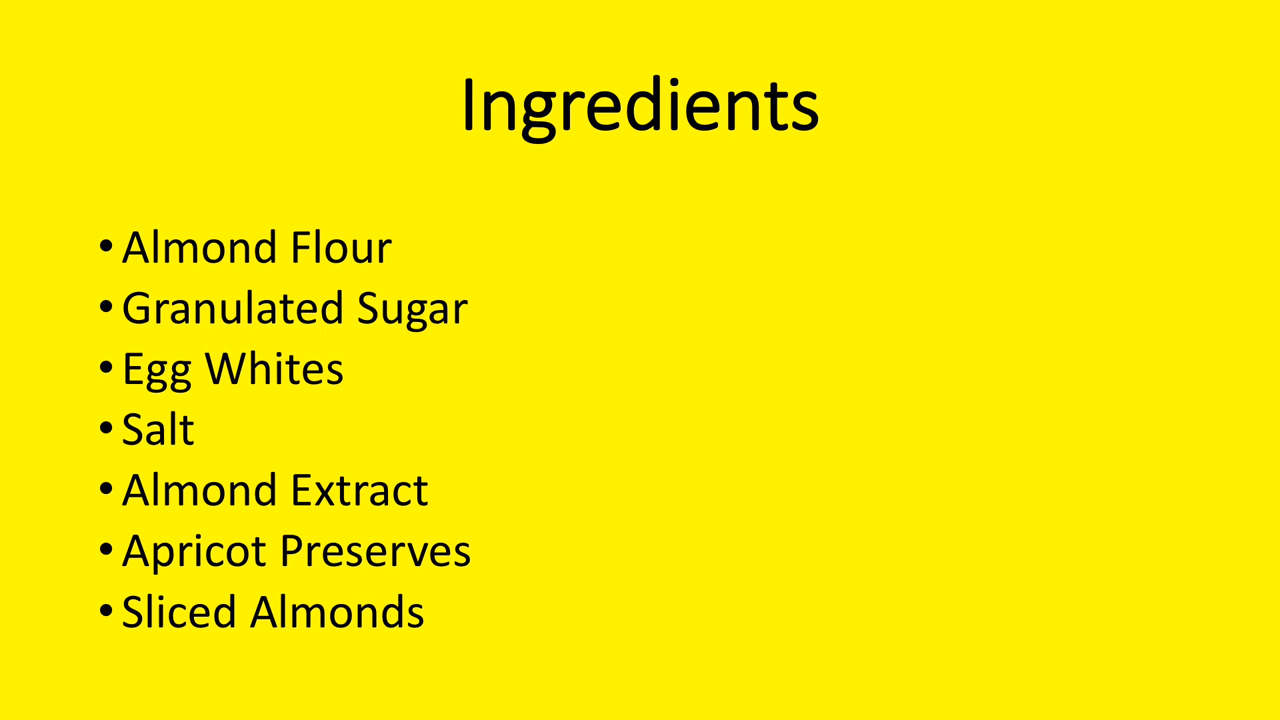 Ingredients
• Almond Flour
• Granulated Sugar
• Egg Whites
• Salt
• Almond Extract
• Apricot Preserves
• Sliced Almonds